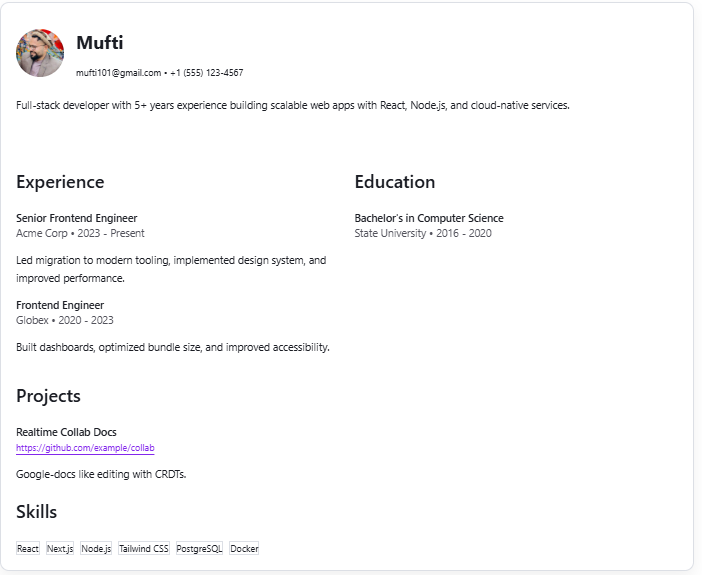 Mufti
mufti101@gmail.com • +1 (555) 123-4567
Full-stack developer with 5+ years experience building scalable web apps with React, Node.js, and cloud-native services.
Experience
Senior Frontend Engineer
Acme Corp • 2023 - Present
Led migration to modern tooling, implemented design system, and
improved performance.
Frontend Engineer
Globex • 2020 - 2023
Built dashboards, optimized bundle size, and improved accessibility.
Education
Bachelor's in Computer Science
State University • 2016 - 2020
Projects
Realtime Collab Docs
https://github.com/example/collab
Google-docs like editing with CRDTs.
Skills
React Next.js Node.js Tailwind CSS PostgreSQL Docker